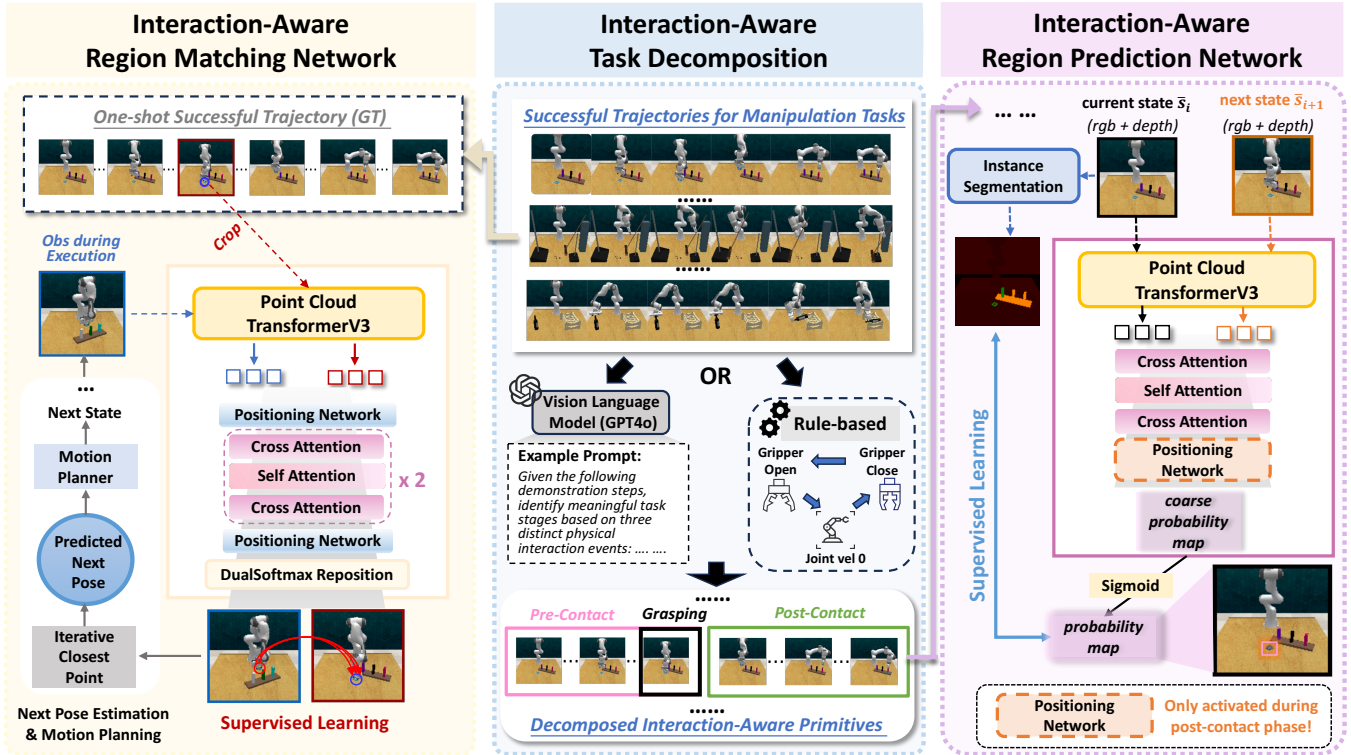 Interaction-Aware
Region Matching Network
One-shot Successful Trajectory (GT)
Crop
Obs during
Execution
Point Cloud
TransformerV3
...
Next State
Motion
Planner
Predicted
Next
Pose
Iterative
Closest
Point
Next Pose Estimation
& Motion Planning
Positioning Network
Cross Attention
Self Attention
Cross Attention
x 2
Positioning Network
DualSoftmax Reposition
Supervised Learning
Interaction-Aware
Task Decomposition
Successful Trajectories for Manipulation Tasks
......
......
OR
Vision Language
Model (GPT4o)
Example Prompt:
Given the following
demonstration steps,
identify meaningful task
stages based on three
distinct physical
interaction events: .... ....
Rule-based
Gripper
Open
Gripper
Close
Joint vel 0
......
Pre-Contact
Grasping
Post-Contact
......
Decomposed Interaction-Aware Primitives
Interaction-Aware
Region Prediction Network
... ...
current state s̅ᵢ
(rgb + depth)
next state s̅ᵢ₊₁
(rgb + depth)
Instance
Segmentation
Point Cloud
TransformerV3
Cross Attention
Self Attention
Cross Attention
Positioning
Network
coarse
probability
map
Sigmoid
probability
map
Supervised Learning
Positioning
Network
Only activated during
post-contact phase!